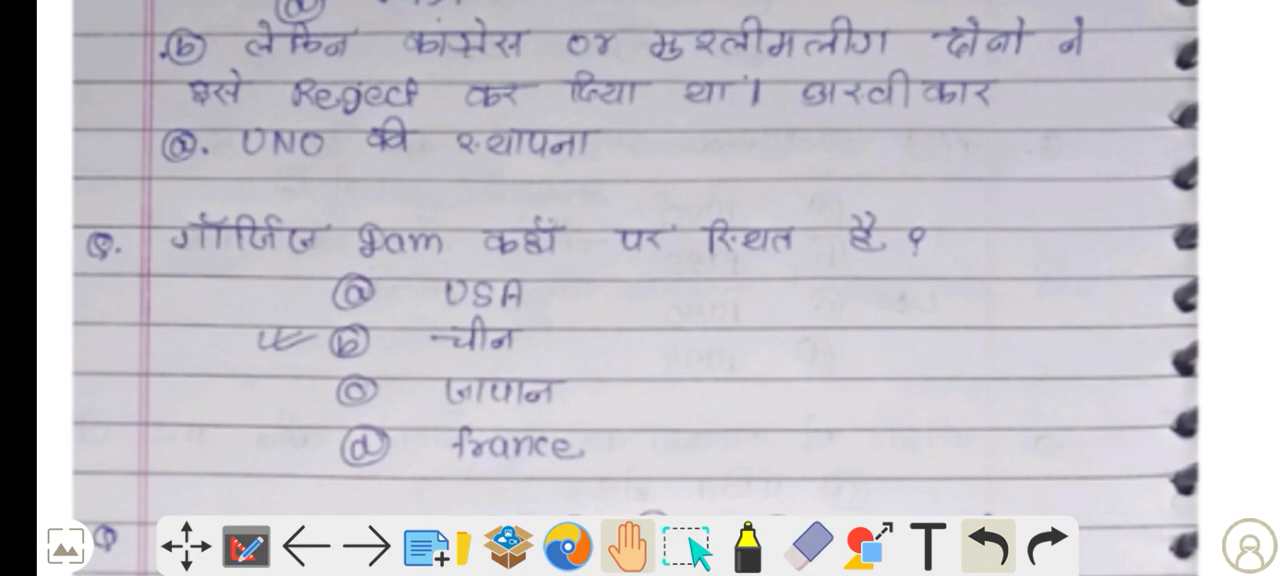 (b) लेकिन कांग्रेस or मुश्लीमलीग दोनो ने
इसे Reject कर दिया था। अस्वीकार
@. UNO की स्थापना
Q. गॉर्जिज Dam कहाँ पर स्थित है ?
(a) USA
(b) चीन
(c) जापान
(d) france
Q
T